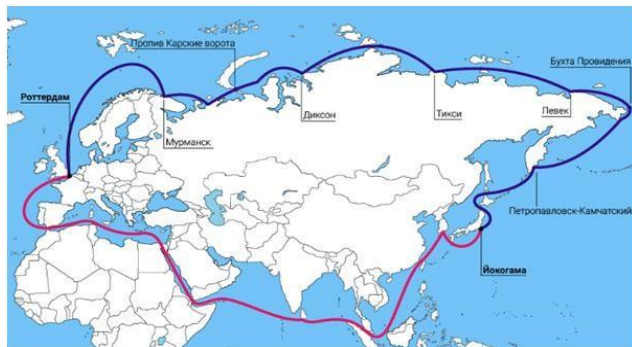 Пролив Карские ворота
Бухта Провидения
Роттердам
Диксон
Тикси
Певек
Мурманск
Петропавловск-Камчатский
Йокогама